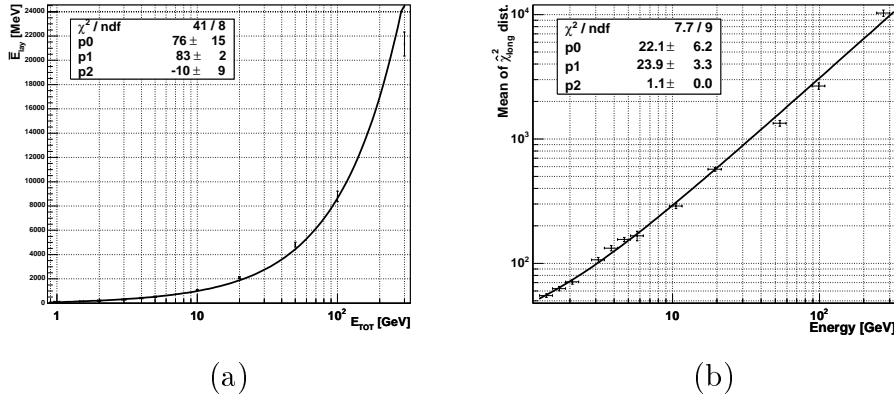 χ² / ndf 41 / 8
p0 76 ± 15
p1 83 ± 2
p2 -10 ± 9
E̅lay [MeV]
24000
22000
20000
18000
16000
14000
12000
10000
8000
6000
4000
2000
0
1 10 10²
E_TOT [GeV]
(a)
χ² / ndf 7.7 / 9
p0 22.1 ± 6.2
p1 23.9 ± 3.3
p2 1.1 ± 0.0
Mean of χ̂²long dist.
10⁴
10³
10²
10 10²
Energy [GeV]
(b)